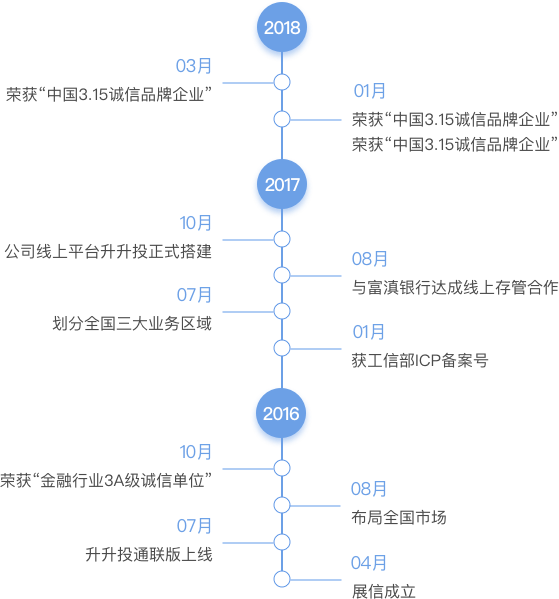 2018
03月
荣获“中国3.15诚信品牌企业”
01月
荣获“中国3.15诚信品牌企业”
荣获“中国3.15诚信品牌企业”
2017
10月
公司线上平台升升投正式搭建
08月
与富滇银行达成线上存管合作
07月
划分全国三大业务区域
01月
获工信部ICP备案号
2016
10月
荣获“金融行业3A级诚信单位”
08月
布局全国市场
07月
升升投通联版上线
04月
展信成立